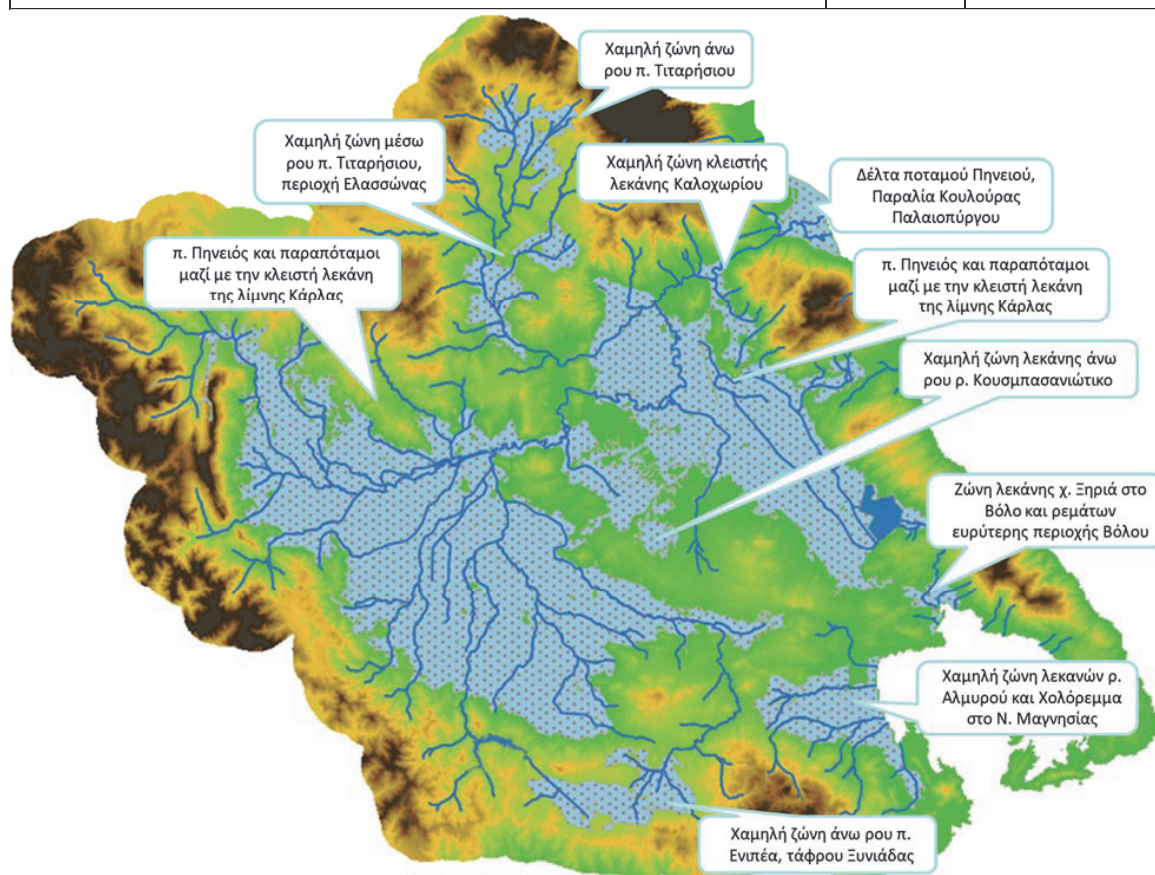 Χαμηλή ζώνη άνω
ρου π. Τιταρήσιου
Χαμηλή ζώνη μέσω
ρου π. Τιταρήσιου,
περιοχή Ελασσώνας
Χαμηλή ζώνη κλειστής
λεκάνης Καλοχωρίου
Δέλτα ποταμού Πηνειού,
Παραλία Κουλούρας
Παλαιοπύργου
π. Πηνειός και παραπόταμοι
μαζί με την κλειστή λεκάνη
της λίμνης Κάρλας
π. Πηνειός και παραπόταμοι
μαζί με την κλειστή λεκάνη
της λίμνης Κάρλας
Χαμηλή ζώνη λεκάνης άνω
ρου ρ. Κουσμπασανιώτικο
Ζώνη λεκάνης χ. Ξηριά στο
Βόλο και ρεμάτων
ευρύτερης περιοχής Βόλου
Χαμηλή ζώνη λεκανών ρ.
Αλμυρού και Χολόρεμμα
στο Ν. Μαγνησίας
Χαμηλή ζώνη άνω ρου π.
Ενιπέα, τάφρου Ξυνιάδας